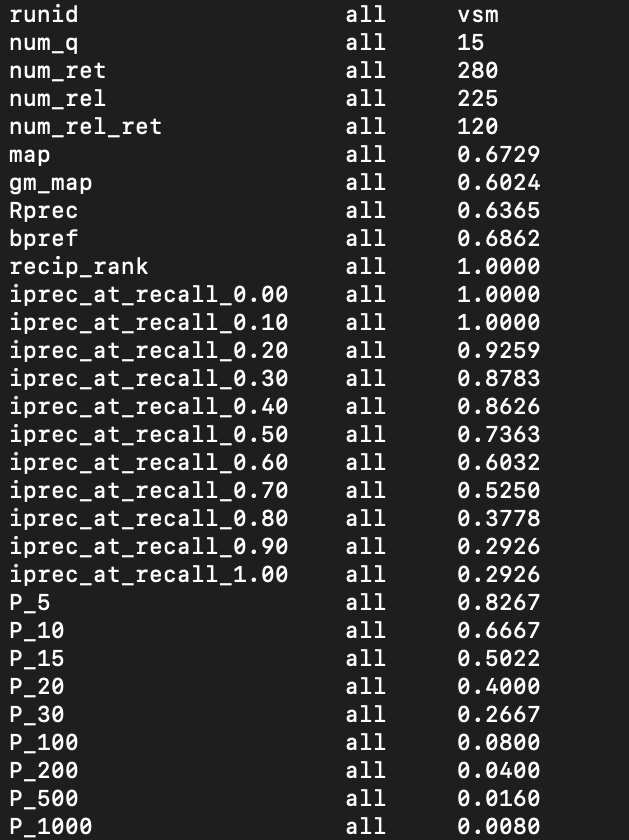 runid all vsm
num_q all 15
num_ret all 280
num_rel all 225
num_rel_ret all 120
map all 0.6729
gm_map all 0.6024
Rprec all 0.6365
bpref all 0.6862
recip_rank all 1.0000
iprec_at_recall_0.00 all 1.0000
iprec_at_recall_0.10 all 1.0000
iprec_at_recall_0.20 all 0.9259
iprec_at_recall_0.30 all 0.8783
iprec_at_recall_0.40 all 0.8626
iprec_at_recall_0.50 all 0.7363
iprec_at_recall_0.60 all 0.6032
iprec_at_recall_0.70 all 0.5250
iprec_at_recall_0.80 all 0.3778
iprec_at_recall_0.90 all 0.2926
iprec_at_recall_1.00 all 0.2926
P_5 all 0.8267
P_10 all 0.6667
P_15 all 0.5022
P_20 all 0.4000
P_30 all 0.2667
P_100 all 0.0800
P_200 all 0.0400
P_500 all 0.0160
P_1000 all 0.0080